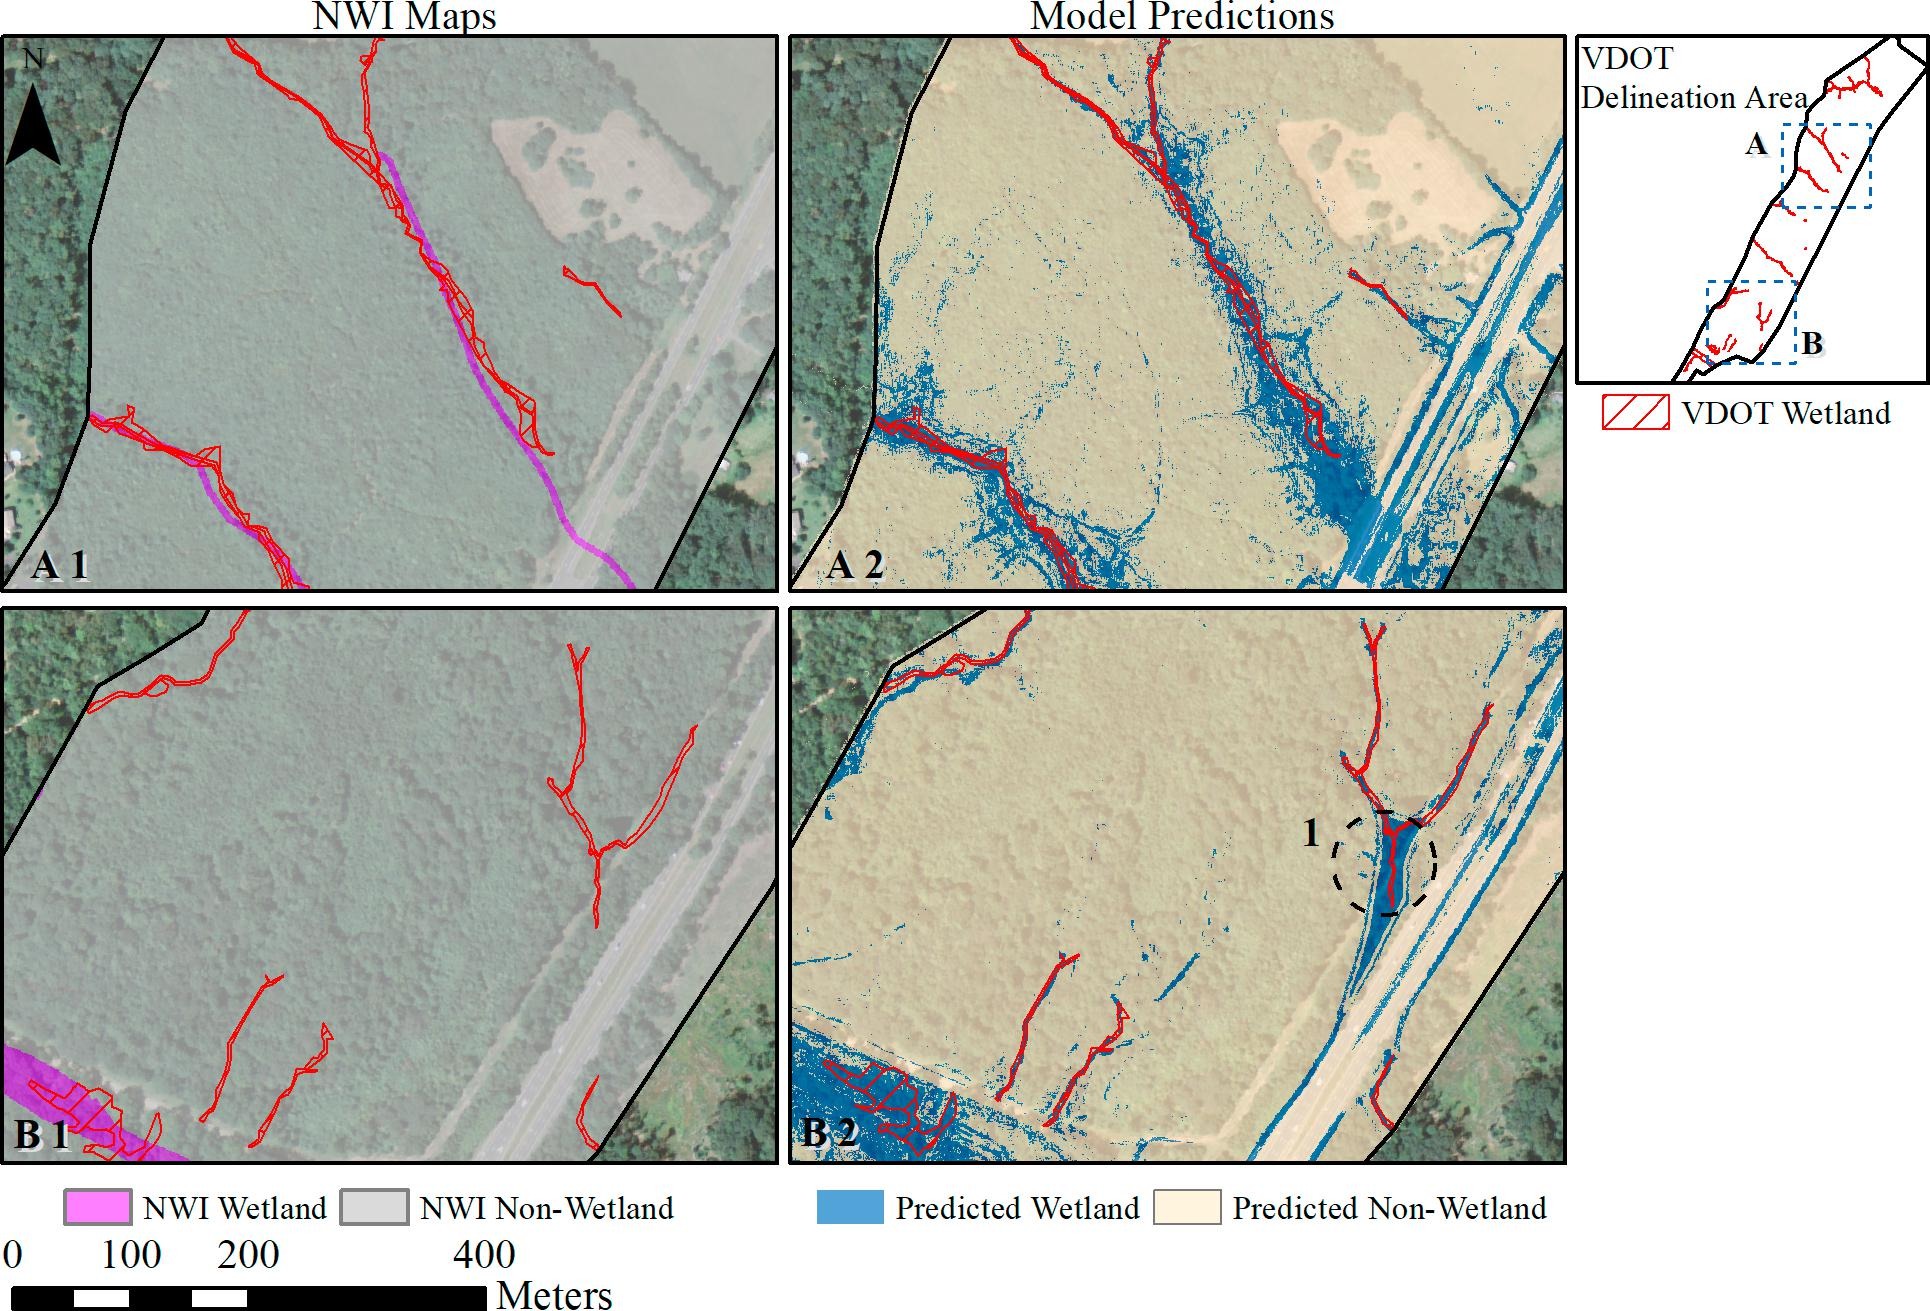 NWI Maps
Model Predictions
N
A 1
A 2
VDOT
Delineation Area
A
B
VDOT Wetland
B 1
1
B 2
NWI Wetland
NWI Non-Wetland
Predicted Wetland
Predicted Non-Wetland
0 100 200 400
Meters